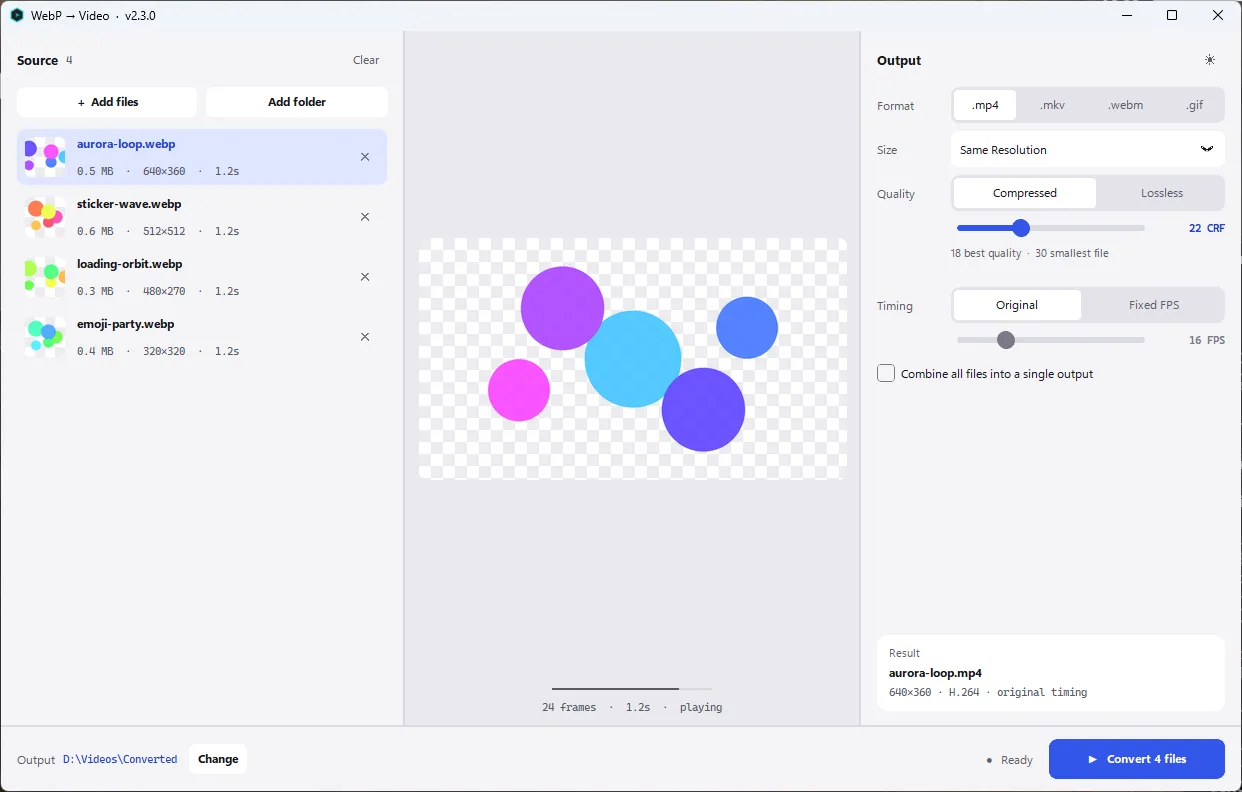 WebP → Video · v2.3.0
Source 4
Clear
+ Add files
Add folder
aurora-loop.webp
0.5 MB · 640×360 · 1.2s
sticker-wave.webp
0.6 MB · 512×512 · 1.2s
loading-orbit.webp
0.3 MB · 480×270 · 1.2s
emoji-party.webp
0.4 MB · 320×320 · 1.2s
24 frames · 1.2s · playing
Output
Format .mp4 .mkv .webm .gif
Size Same Resolution
Quality Compressed Lossless
22 CRF
18 best quality · 30 smallest file
Timing Original Fixed FPS
16 FPS
Combine all files into a single output
Result
aurora-loop.mp4
640×360 · H.264 · original timing
Output D:\Videos\Converted Change
• Ready
Convert 4 files